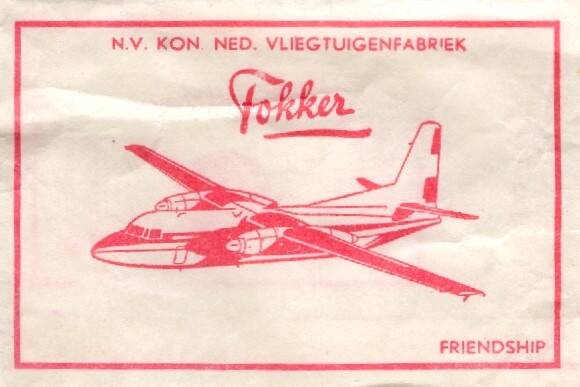 N.V. KON. NED. VLIEGTUIGENFABRIEK
Fokker
FRIENDSHIP